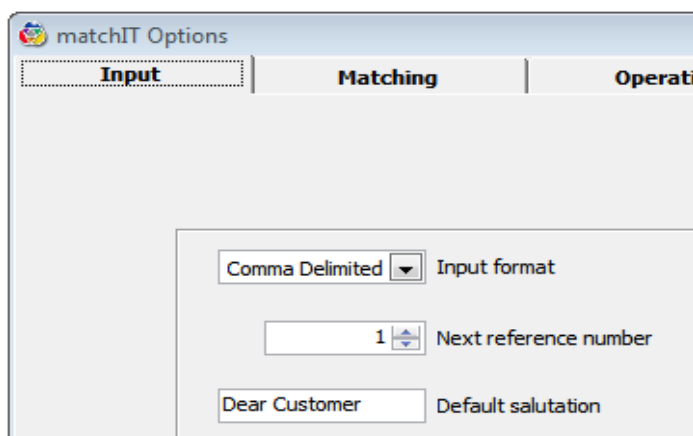 matchIT Options
Input Matching
Comma Delimited Input format
1 Next reference number
Dear Customer Default salutation